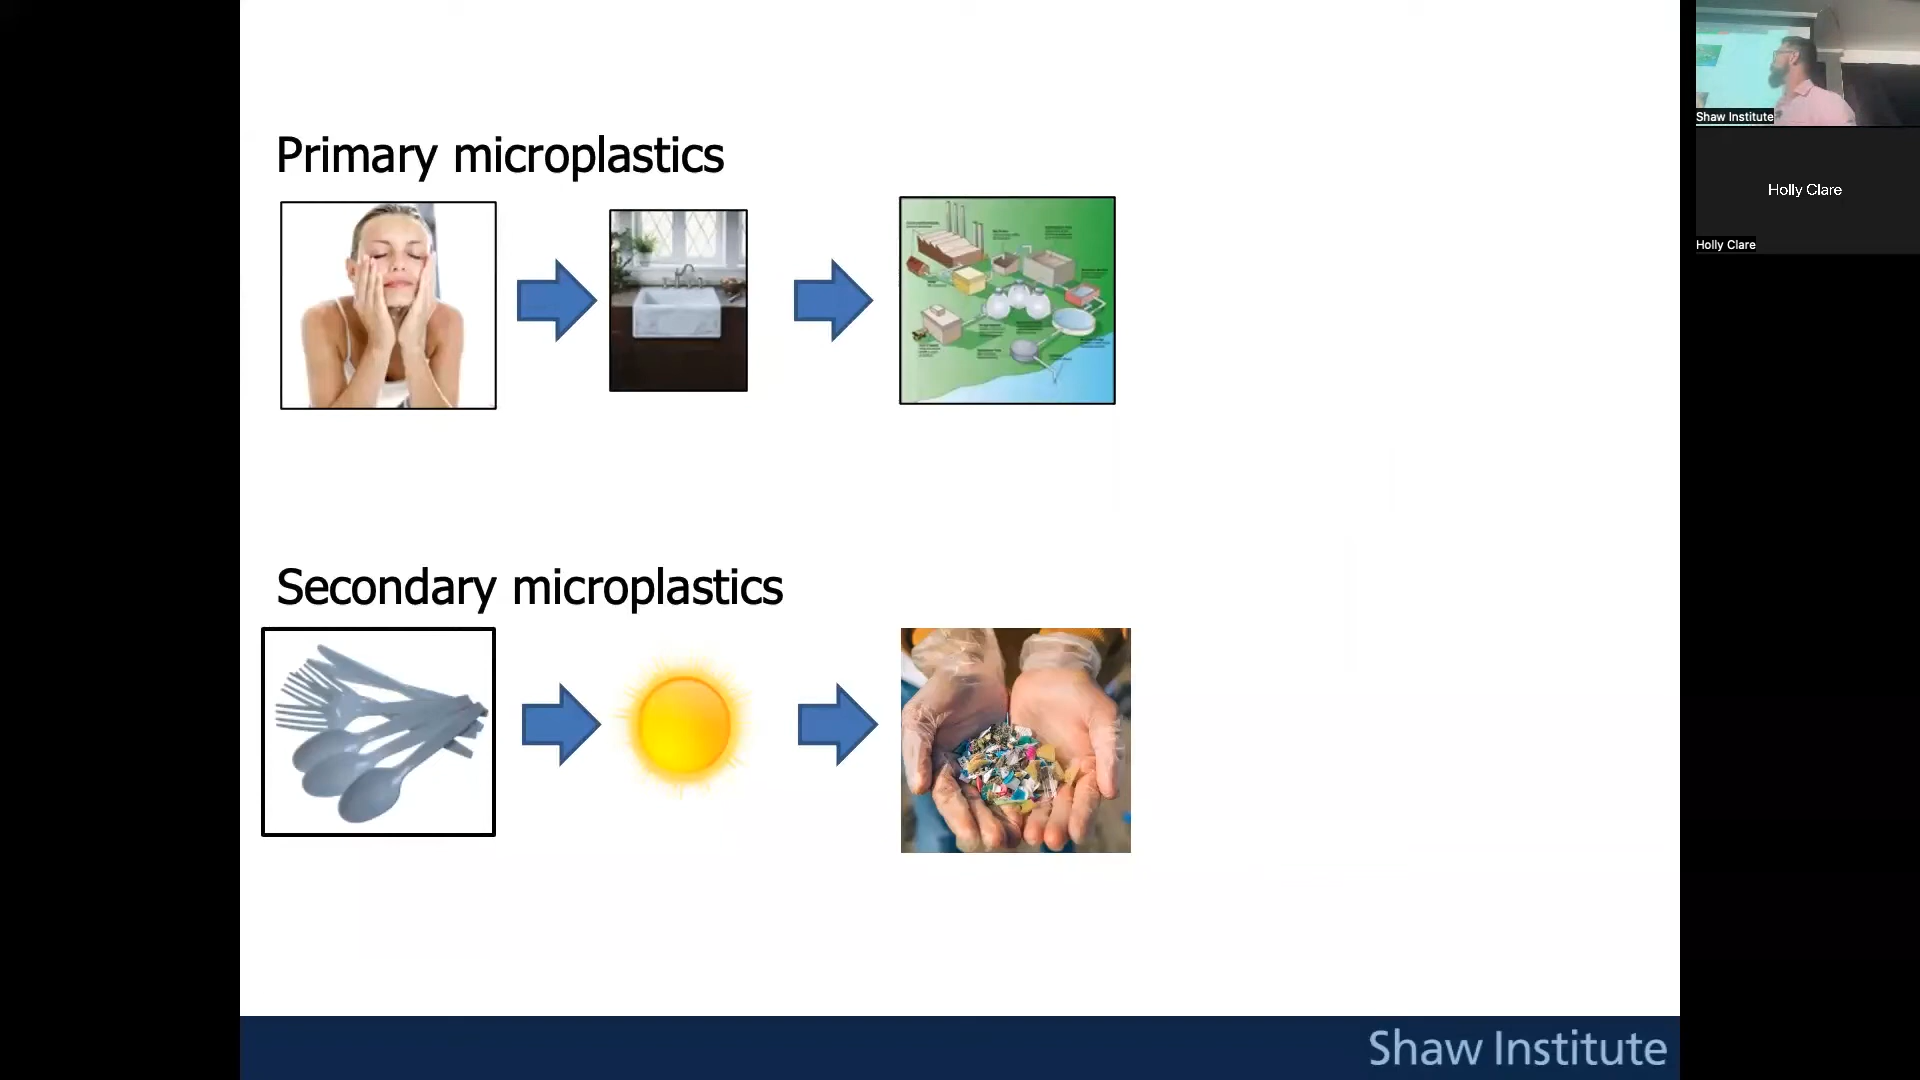 Primary microplastics
Secondary microplastics
Shaw Institute
Shaw Institute
Holly Clare
Holly Clare